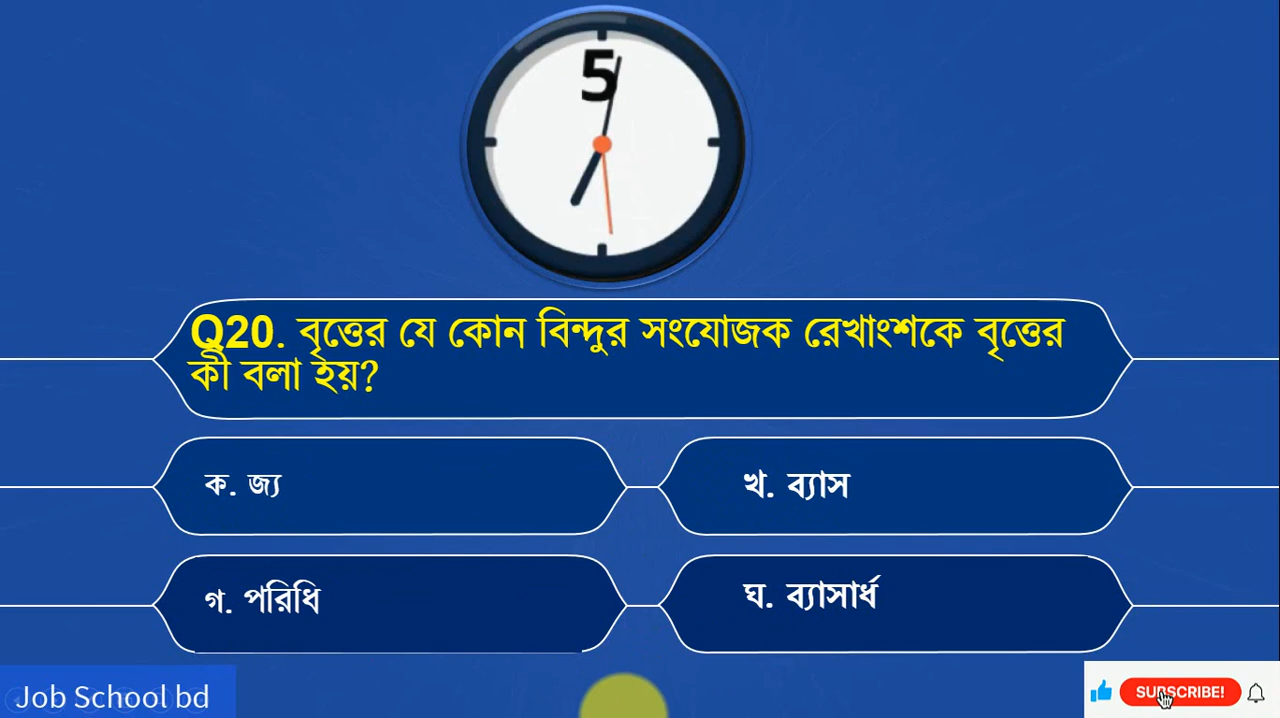 5
Q20. বৃত্তের যে কোন বিন্দুর সংযোজক রেখাংশকে বৃত্তের
কী বলা হয়?
ক. জ্য
খ. ব্যাস
গ. পরিধি
ঘ. ব্যাসার্ধ
Job School bd
SUBSCRIBE!